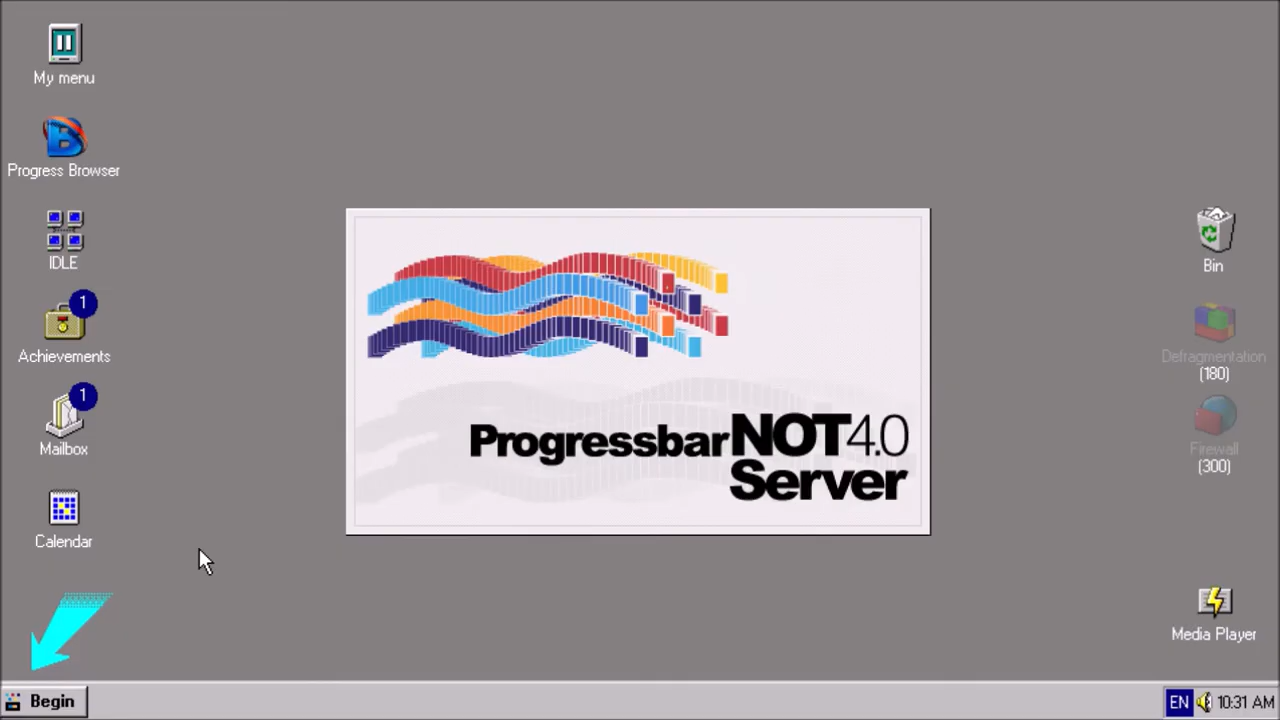 My menu
Progress Browser
IDLE
1
Achievements
1
Mailbox
Calendar
ProgressbarNOT4.0
Server
Bin
Defragmentation
(180)
Firewall
(300)
Media Player
Begin
EN 10:31 AM